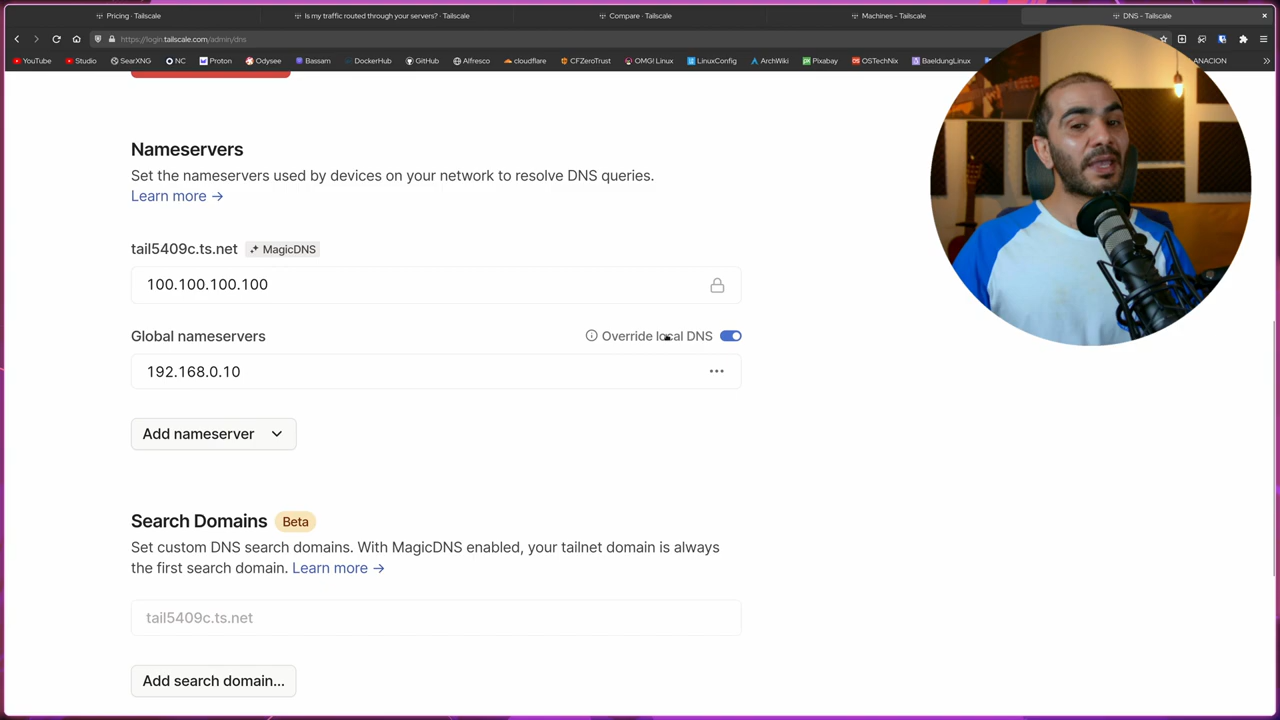 Pricing · Tailscale
Is my traffic routed through your servers? · Tailscale
Compare · Tailscale
Machines - Tailscale
DNS - Tailscale
https://login.tailscale.com/admin/dns
YouTube
Studio
SearXNG
NC
Proton
Odysee
Bassam
DockerHub
GitHub
Alfresco
cloudflare
CFZeroTrust
OMG! Linux
LinuxConfig
ArchWiki
Pixabay
OSTechNix
BaeldungLinux
ANACION
Nameservers
Set the nameservers used by devices on your network to resolve DNS queries.
Learn more →
tail5409c.ts.net MagicDNS
100.100.100.100
Global nameservers
Override local DNS
192.168.0.10
Add nameserver
Search Domains Beta
Set custom DNS search domains. With MagicDNS enabled, your tailnet domain is always
the first search domain. Learn more →
tail5409c.ts.net
Add search domain...